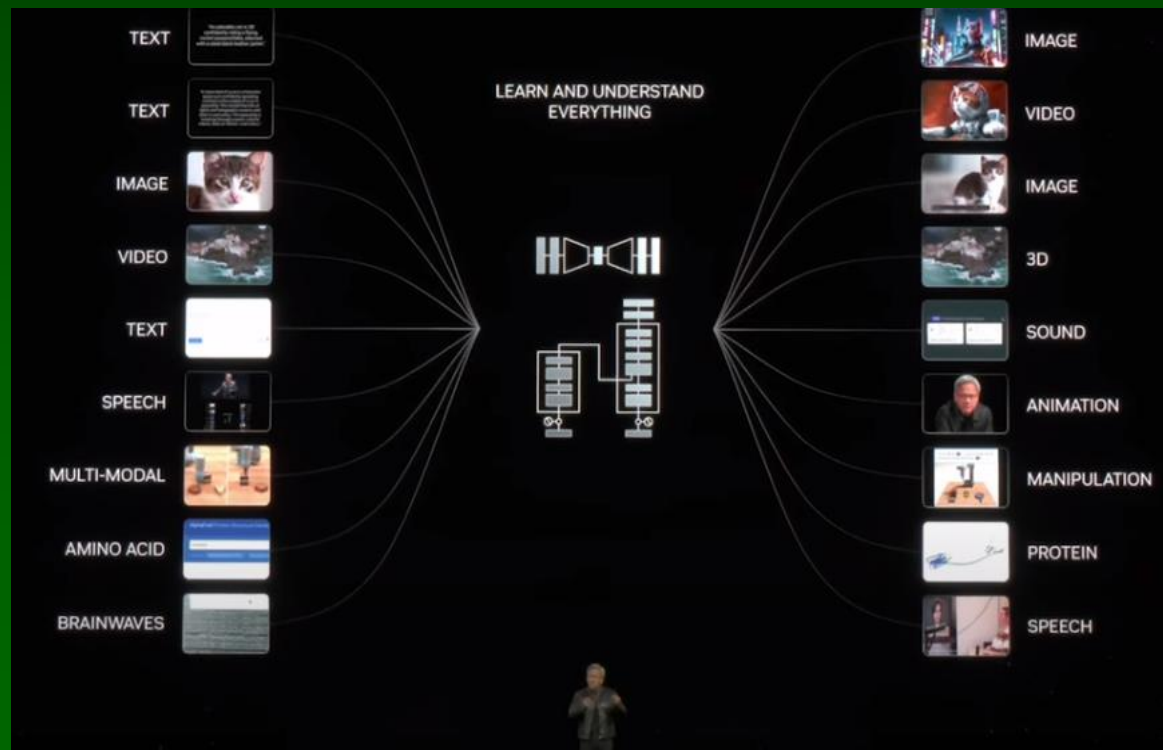 TEXT
TEXT
IMAGE
VIDEO
TEXT
SPEECH
MULTI-MODAL
AMINO ACID
BRAINWAVES
LEARN AND UNDERSTAND
EVERYTHING
IMAGE
VIDEO
IMAGE
3D
SOUND
ANIMATION
MANIPULATION
PROTEIN
SPEECH